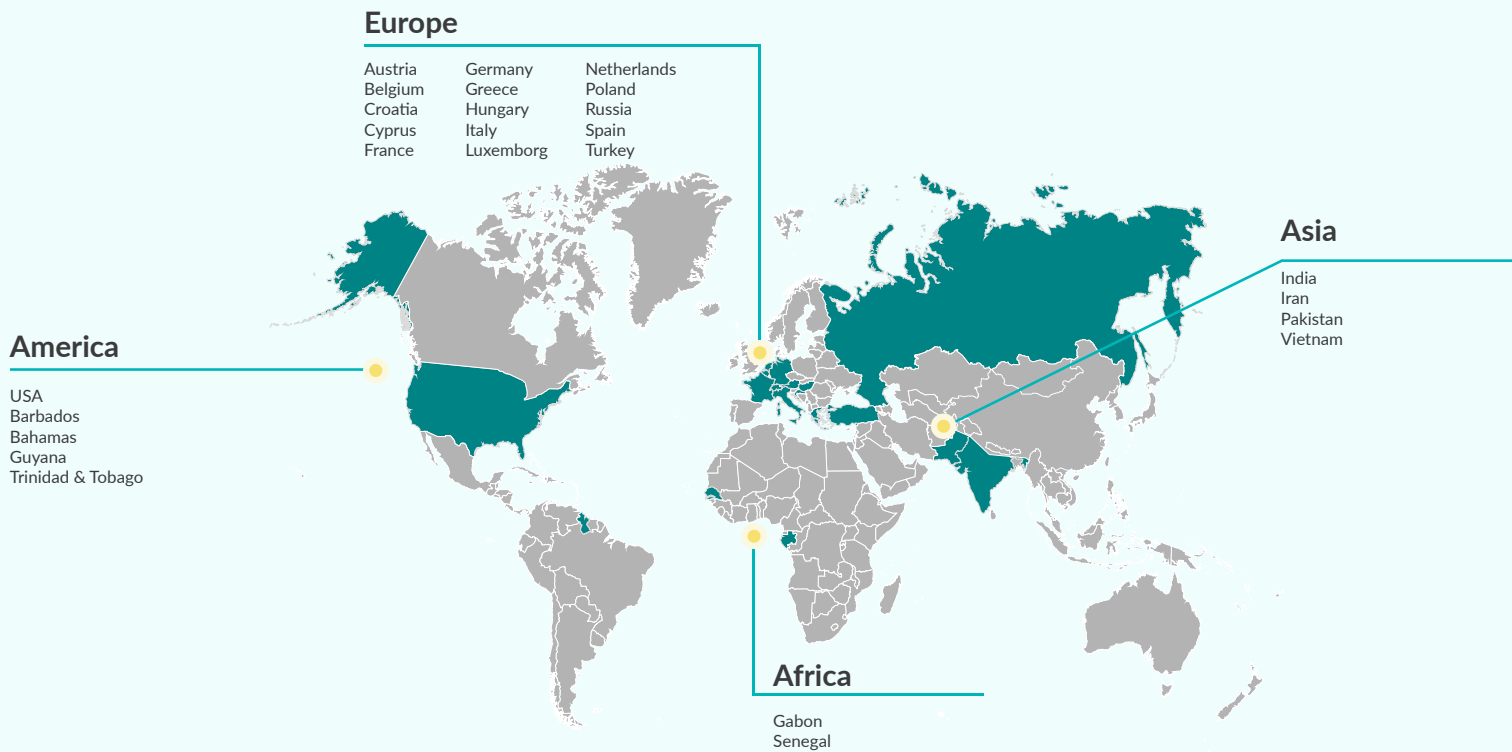 Europe
Austria
Belgium
Croatia
Cyprus
France
Germany
Greece
Hungary
Italy
Luxemborg
Netherlands
Poland
Russia
Spain
Turkey
Asia
India
Iran
Pakistan
Vietnam
America
USA
Barbados
Bahamas
Guyana
Trinidad & Tobago
Africa
Gabon
Senegal